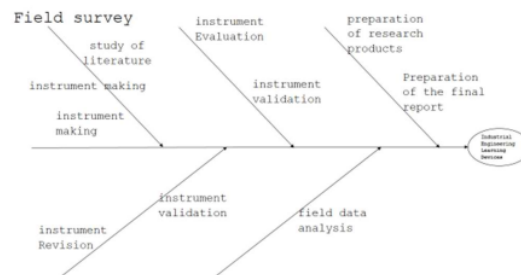 Field survey
study of
literature
instrument making
instrument
making
instrument
Evaluation
instrument
validation
preparation
of research
products
Preparation
of the final
report
Industrial
Engineering
Learning
Devices
instrument
Revision
instrument
validation
field data
analysis